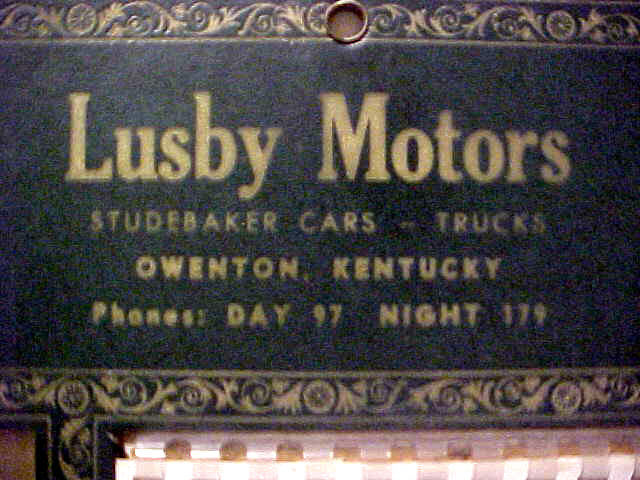 Lusby Motors
STUDEBAKER CARS - TRUCKS
OWENTON, KENTUCKY
Phones: DAY 97 NIGHT 179